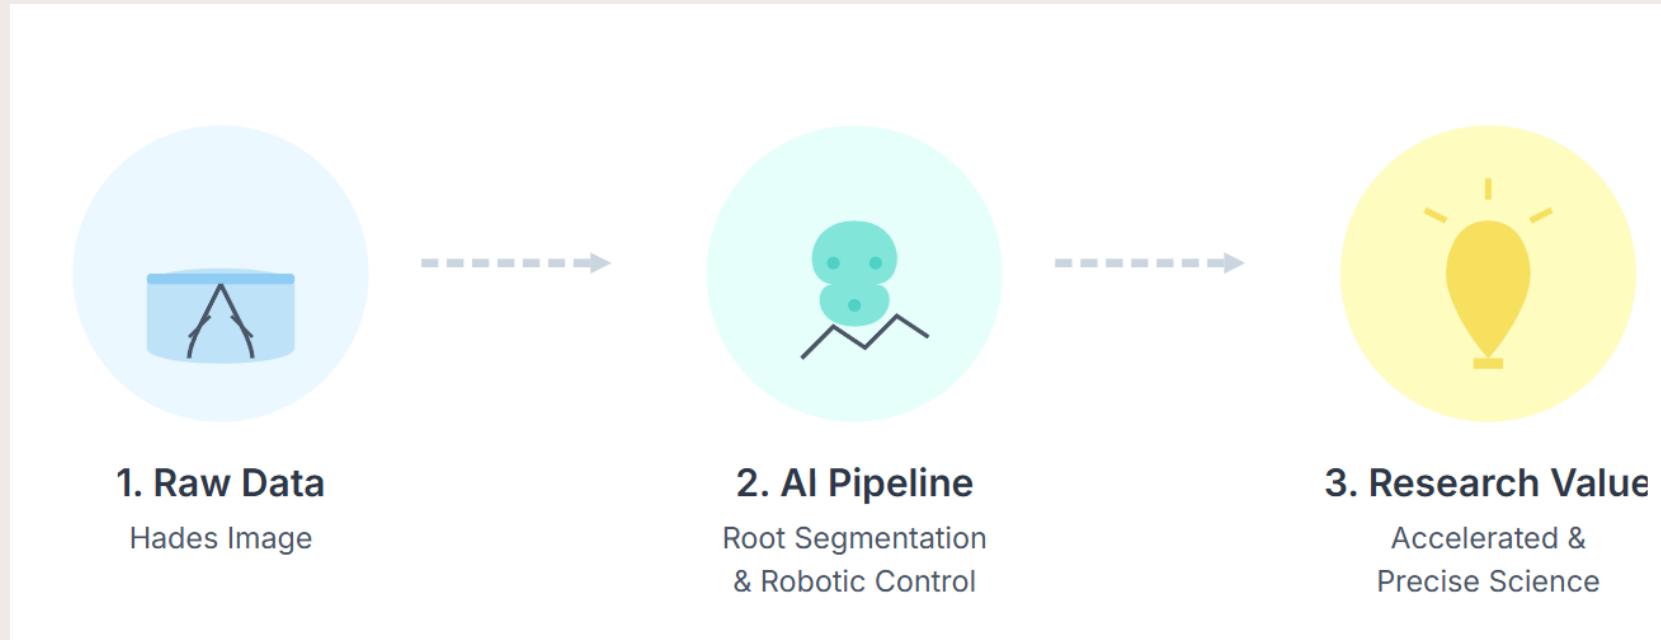 1. Raw Data
Hades Image
2. AI Pipeline
Root Segmentation
& Robotic Control
3. Research Value
Accelerated &
Precise Science